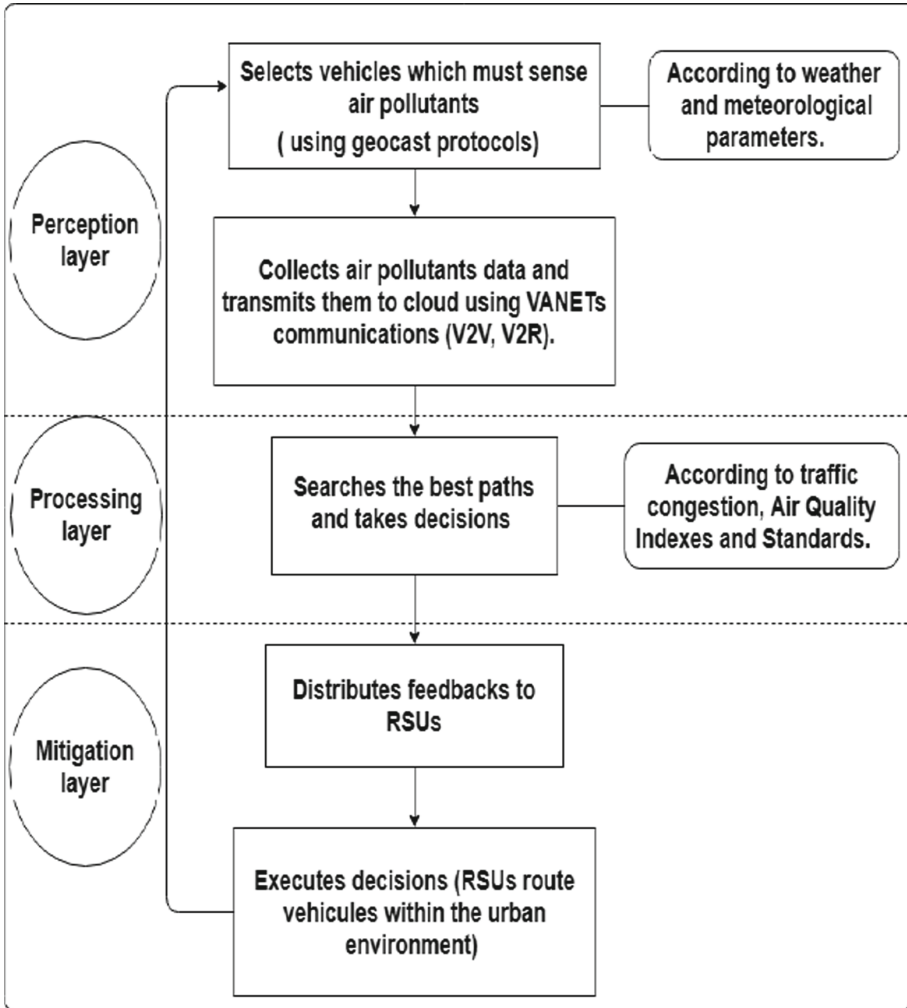 Selects vehicles which must sense
air pollutants
( using geocast protocols)
According to weather
and meteorological
parameters.
Perception
layer
Collects air pollutants data and
transmits them to cloud using VANETs
communications (V2V, V2R).
Processing
layer
Searches the best paths
and takes decisions
According to traffic
congestion, Air Quality
Indexes and Standards.
Mitigation
layer
Distributes feedbacks to
RSUs
Executes decisions (RSUs route
vehicules within the urban
environment)